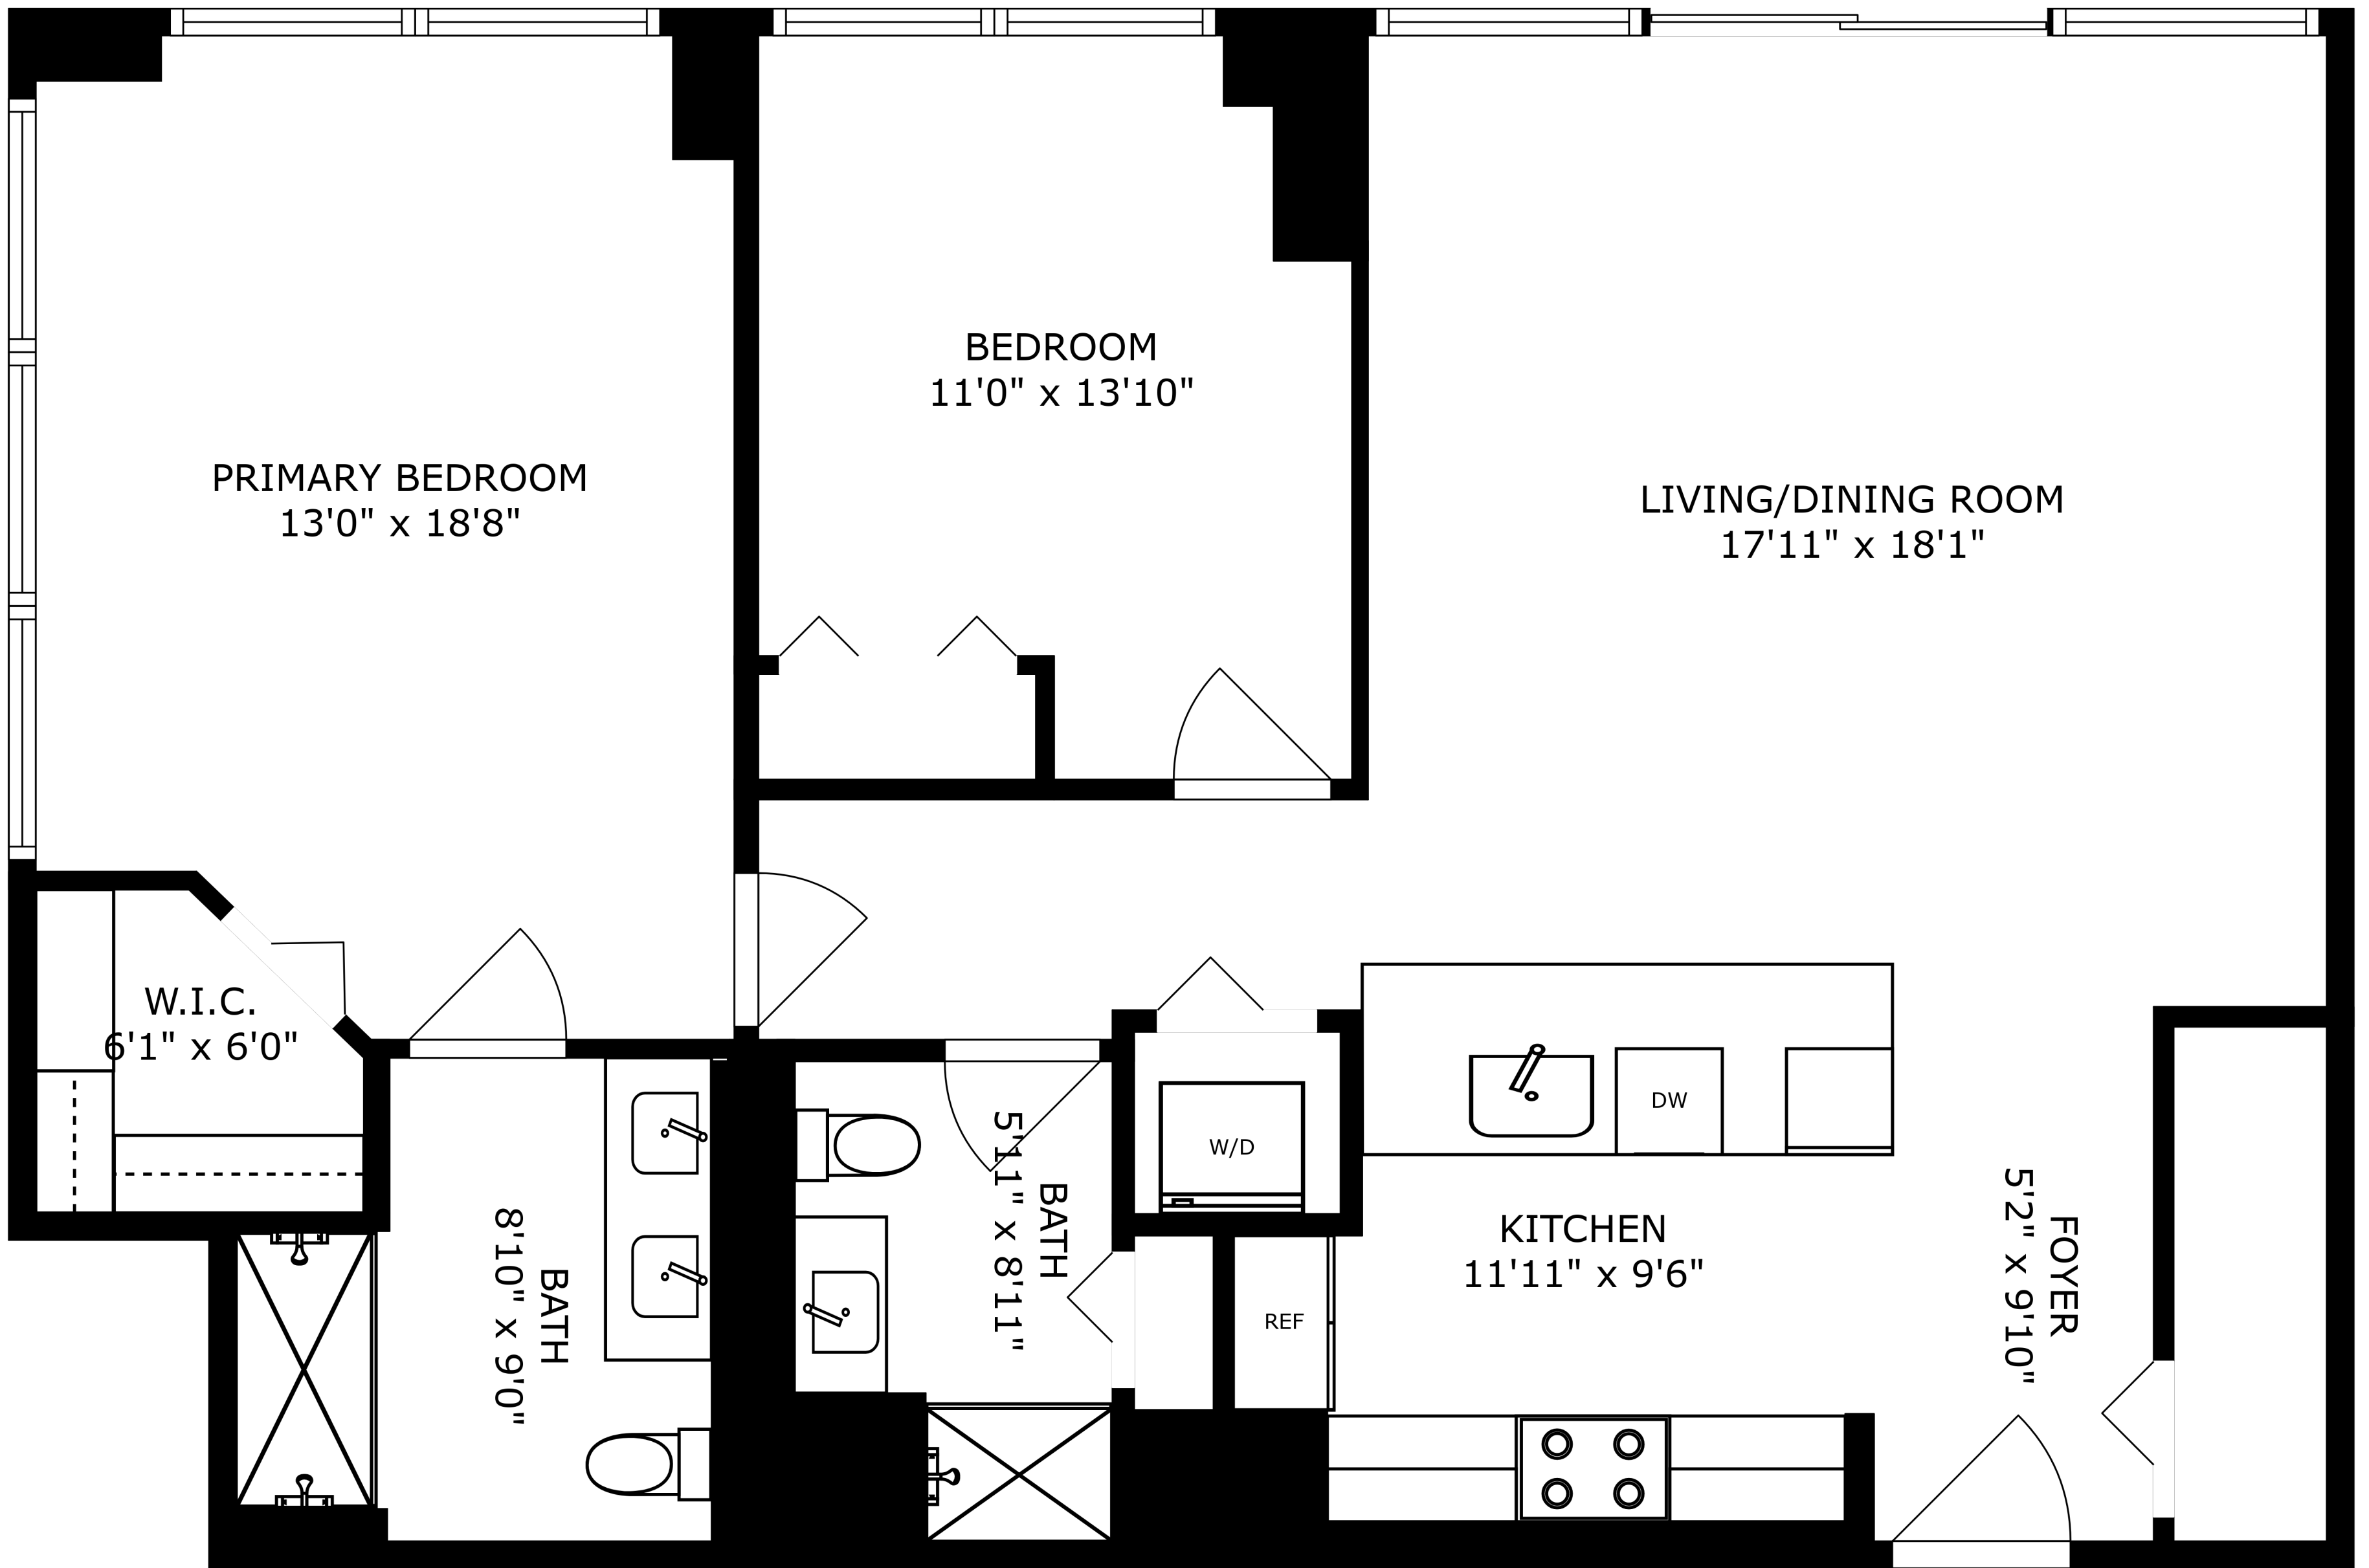 BEDROOM
11'0" x 13'10"
PRIMARY BEDROOM
13'0" x 18'8"
LIVING/DINING ROOM
17'11" x 18'1"
W.I.C.
6'1" x 6'0"
BATH
8'10" x 9'0"
BATH
5'11" x 8'11"
W/D
DW
REF
KITCHEN
11'11" x 9'6"
FOYER
5'2" x 9'10"